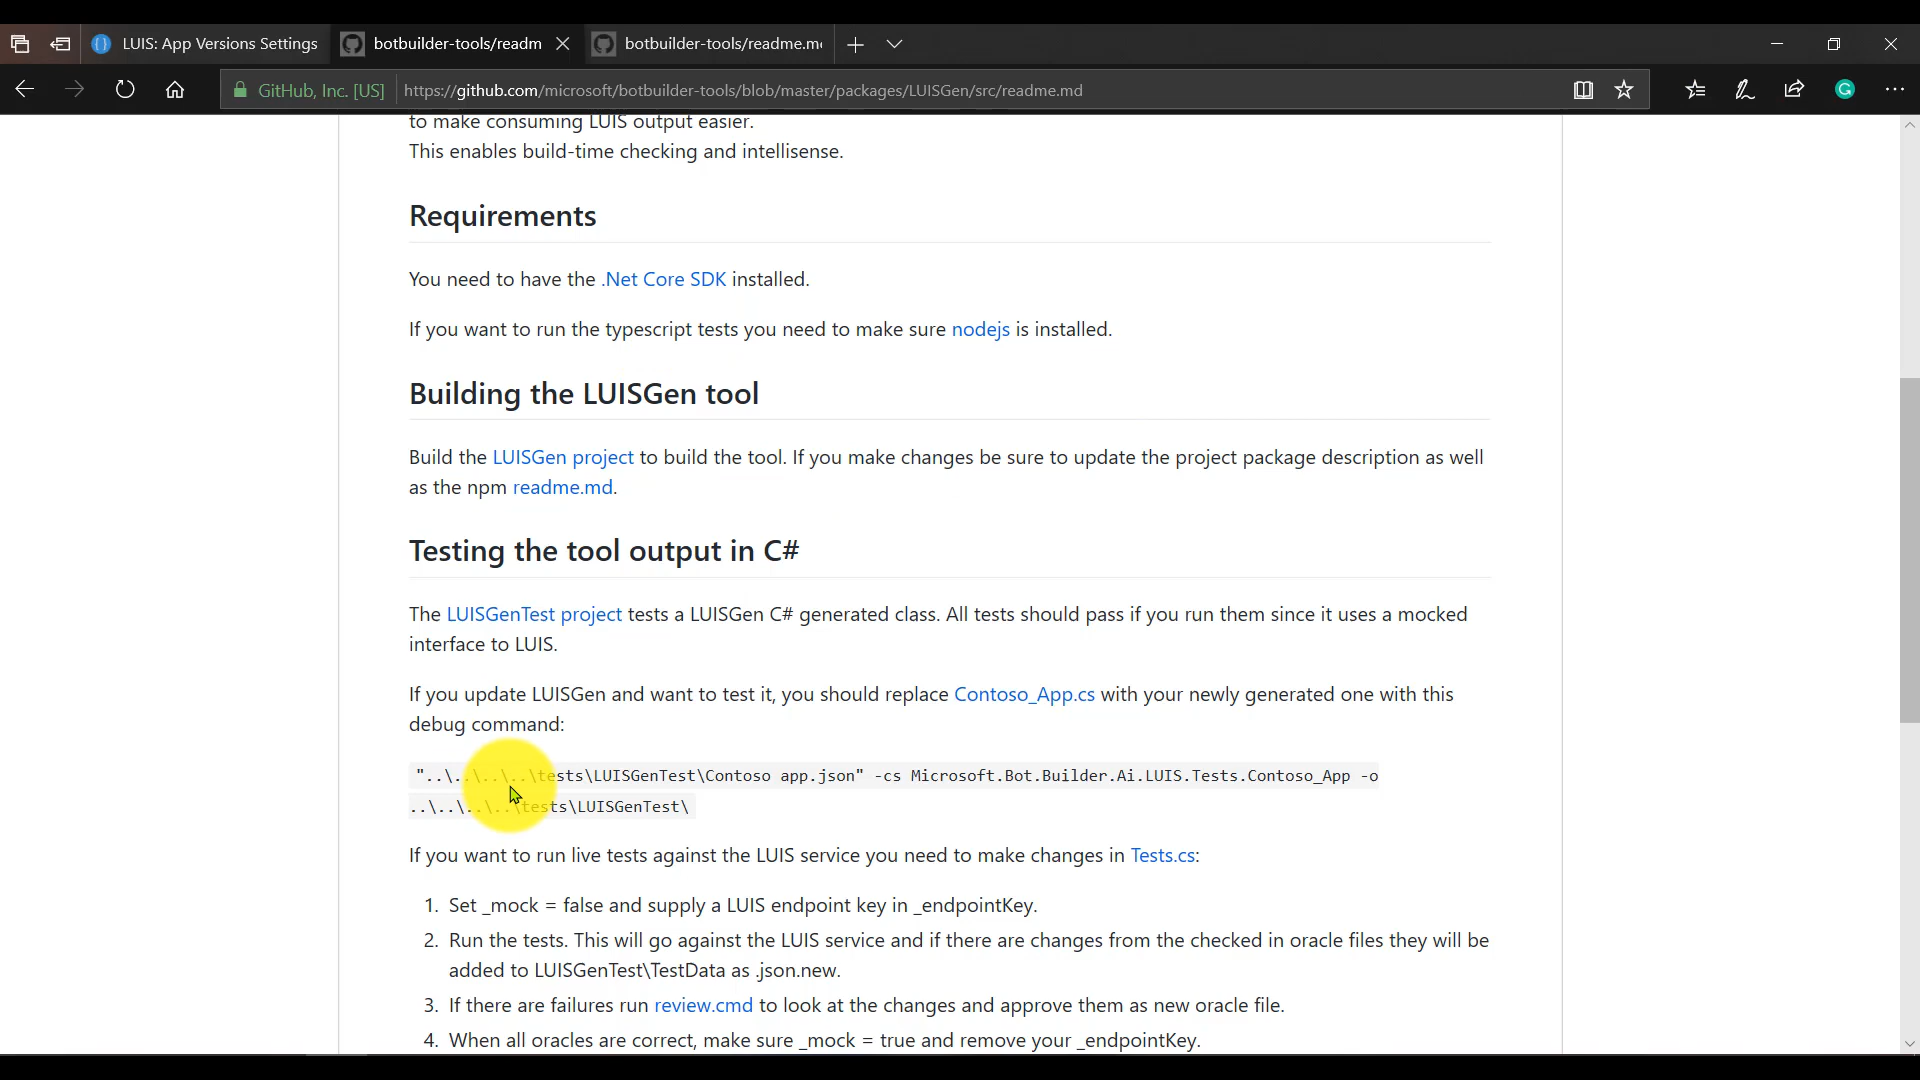 LUIS: App Versions Settings
botbuilder-tools/readm
botbuilder-tools/readme.m
GitHub, Inc. [US]
https://github.com/microsoft/botbuilder-tools/blob/master/packages/LUISGen/src/readme.md
to make consuming LUIS output easier.
This enables build-time checking and intellisense.
Requirements
You need to have the .Net Core SDK installed.
If you want to run the typescript tests you need to make sure nodejs is installed.
Building the LUISGen tool
Build the LUISGen project to build the tool. If you make changes be sure to update the project package description as well
as the npm readme.md.
Testing the tool output in C#
The LUISGenTest project tests a LUISGen C# generated class. All tests should pass if you run them since it uses a mocked
interface to LUIS.
If you update LUISGen and want to test it, you should replace Contoso_App.cs with your newly generated one with this
debug command:
"..\..\..\..\tests\LUISGenTest\Contoso app.json" -cs Microsoft.Bot.Builder.Ai.LUIS.Tests.Contoso_App -o
..\..\..\..\tests\LUISGenTest\
If you want to run live tests against the LUIS service you need to make changes in Tests.cs:
1. Set _mock = false and supply a LUIS endpoint key in _endpointKey.
2. Run the tests. This will go against the LUIS service and if there are changes from the checked in oracle files they will be
added to LUISGenTest\TestData as .json.new.
3. If there are failures run review.cmd to look at the changes and approve them as new oracle file.
4. When all oracles are correct, make sure _mock = true and remove your _endpointKey.